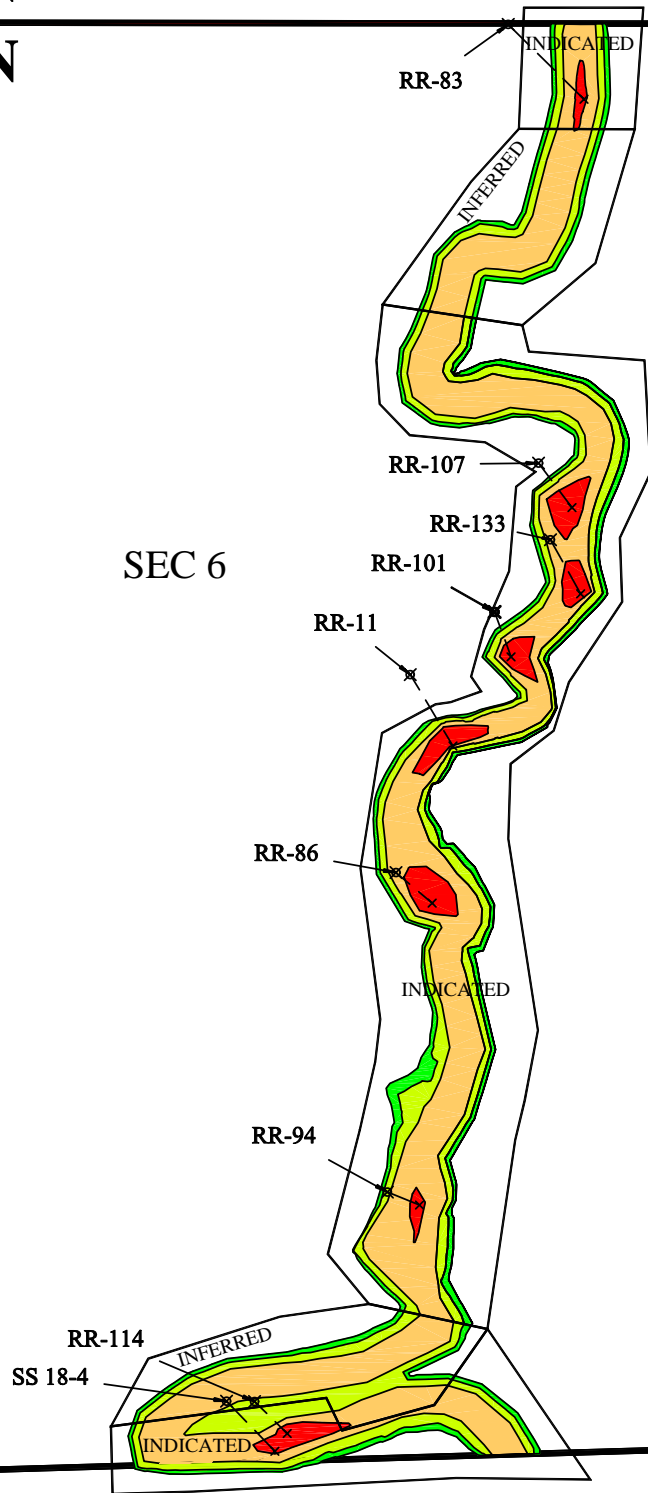 INDICATED
N
RR-83
INFERRED
RR-107
RR-133
SEC 6
RR-101
RR-11
RR-86
INDICATED
RR-94
RR-114
INFERRED
SS 18-4
INDICATED